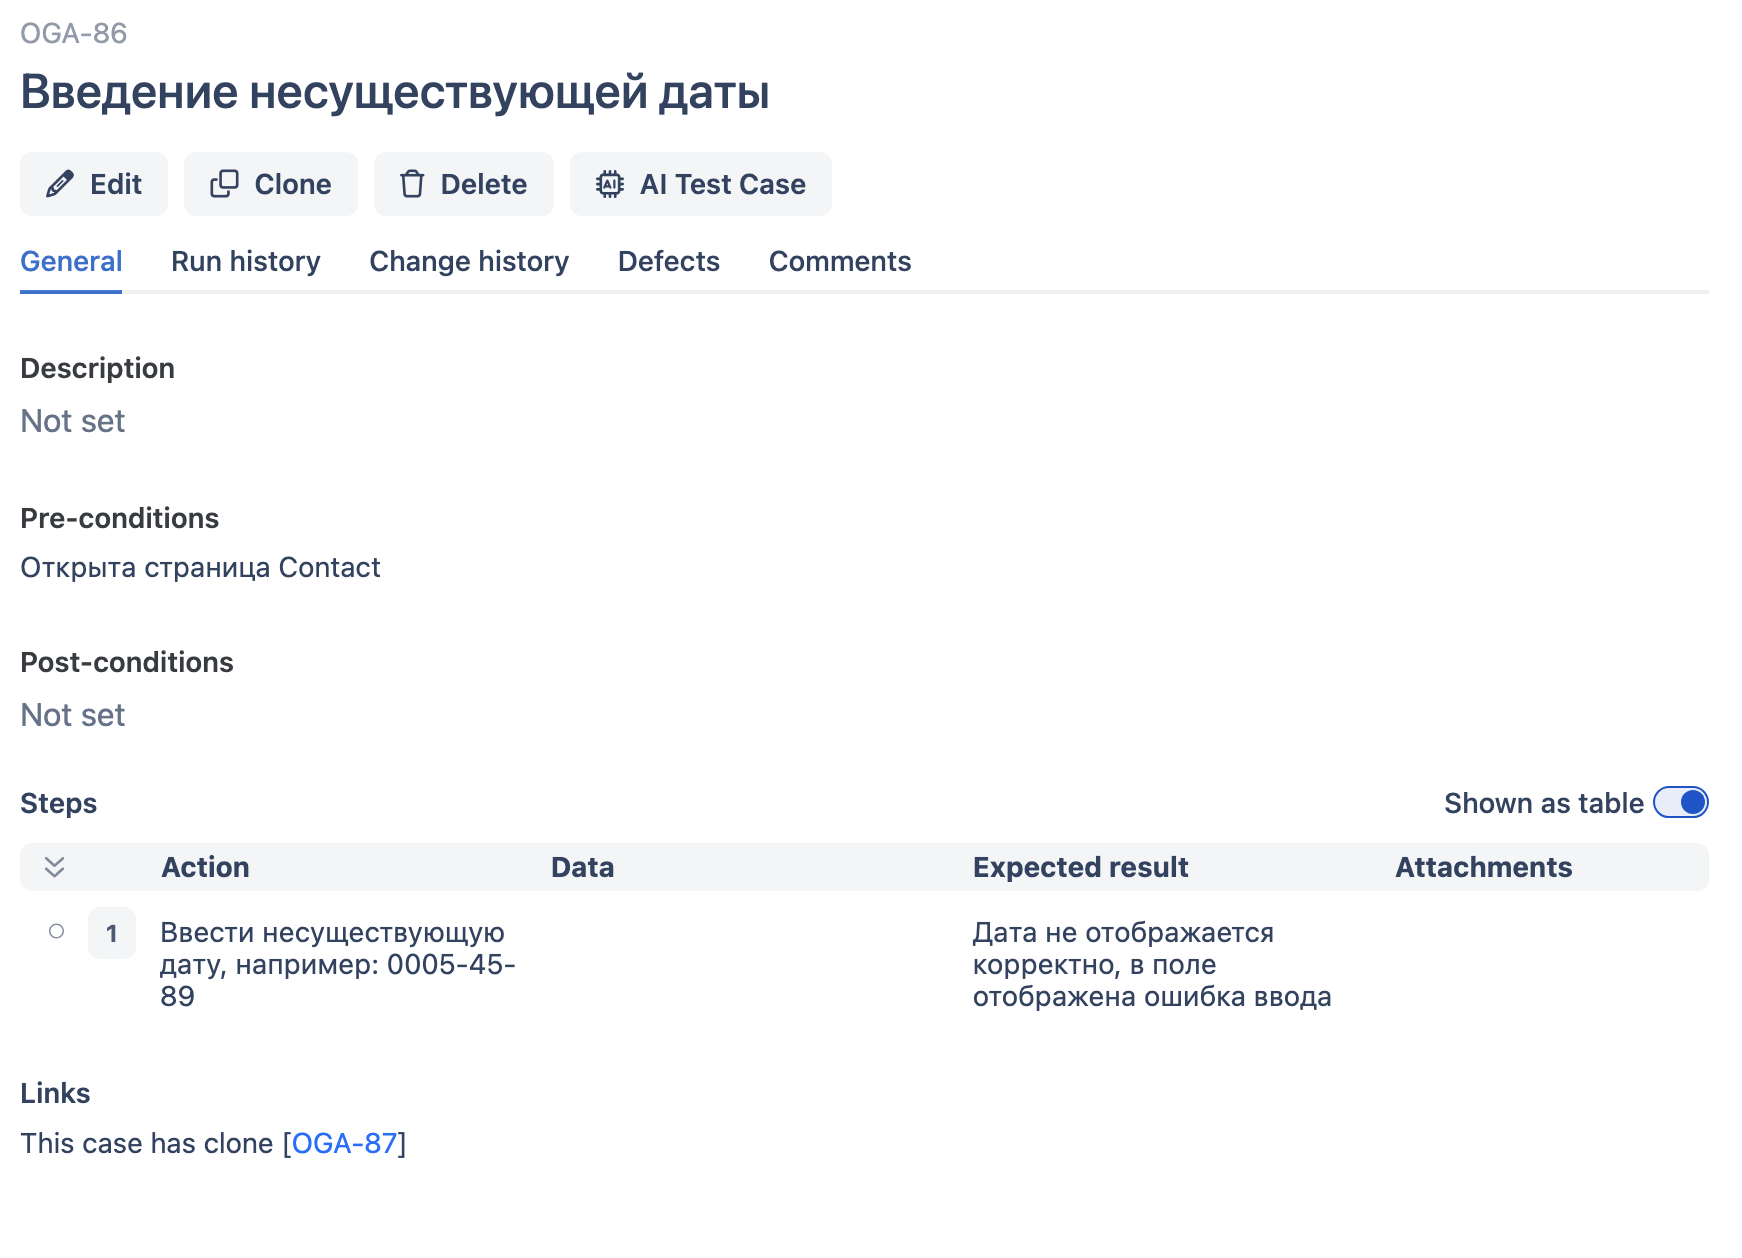 OGA-86
Введение несуществующей даты
Edit
Clone
Delete
AI Test Case
General
Run history
Change history
Defects
Comments
Description
Not set
Pre-conditions
Открыта страница Contact
Post-conditions
Not set
Steps
Shown as table
Action
Data
Expected result
Attachments
1
Ввести несуществующую
дату, например: 0005-45-
89
Дата не отображается
корректно, в поле
отображена ошибка ввода
Links
This case has clone [OGA-87]